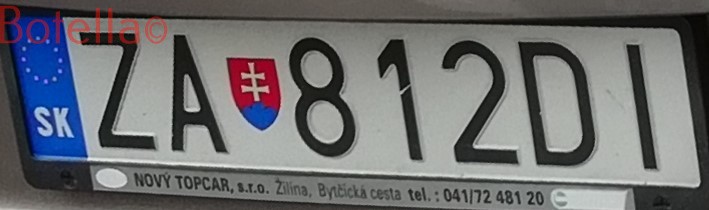 Botella©
ZA 812DI
SK
NOVÝ TOPCAR, s.r.o. Žilina, Bytčická cesta tel.: 041/72 481 20